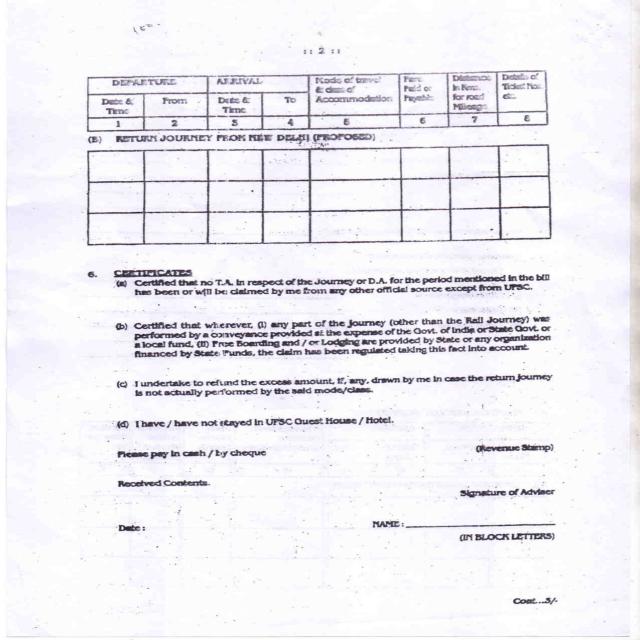 :: 2 ::
DEPARTURE ARRIVAL Mode of travel Fare Distance Details of
& class of Paid or in Kms. Ticket Nos.
Date & From Date & To Accommodation Payable for road etc.
Time Time Mileage
1 2 3 4 5 6 7 8
(B) RETURN JOURNEY FROM NEW DELHI (PROPOSED)
6. CERTIFICATES
(a) Certified that no T.A. in respect of the Journey or D.A. for the period mentioned in the bill
has been or will be claimed by me from any other official source except from UPSC.
(b) Certified that wherever, (i) any part of the journey (other than the Rail Journey) was
performed by a conveyance provided at the expense of the Govt. of India or State Govt. or
a local fund, (ii) Free Boarding and / or Lodging are provided by State or any organization
financed by State Funds, the claim has been regulated taking this fact into account.
(c) I undertake to refund the excess amount, if, any, drawn by me in case the return journey
is not actually performed by the said mode/class.
(d) I have / have not stayed in UPSC Guest House / Hotel.
Please pay in cash / by cheque (Revenue Stamp)
Received Contents.
Signature of Adviser
Date : NAME :
(IN BLOCK LETTERS)
Cont...3/-